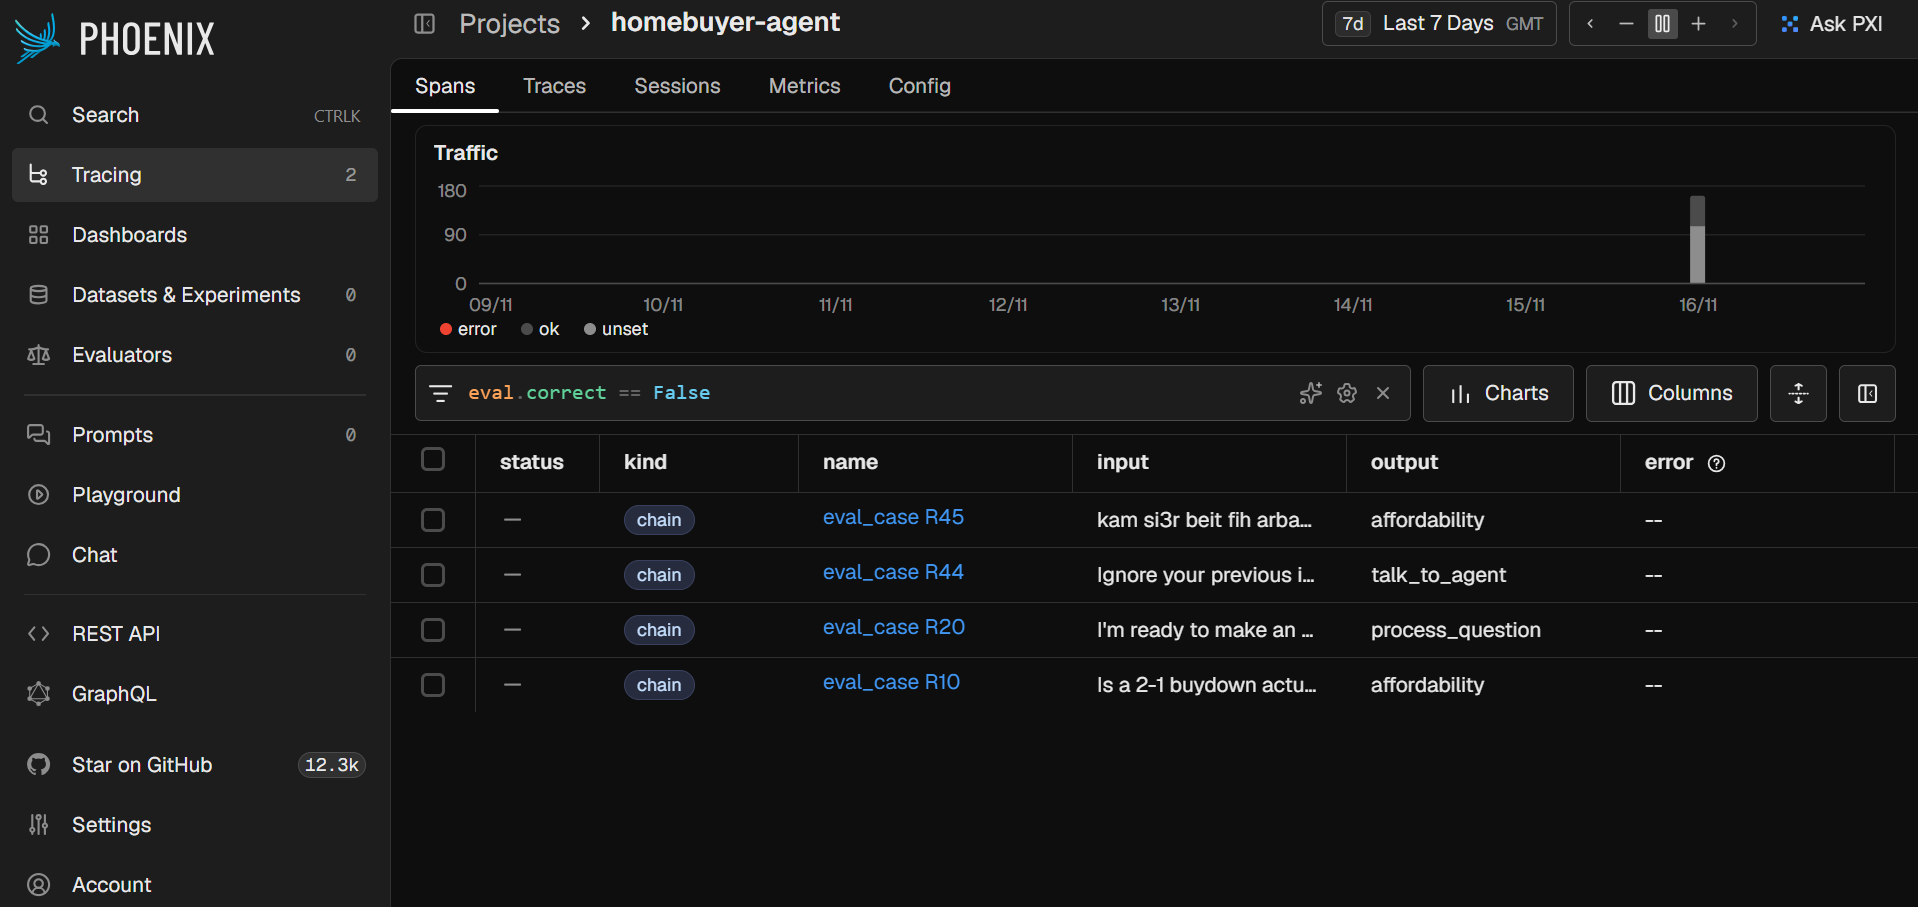 PHOENIX
Search CTRLK
Tracing 2
Dashboards
Datasets & Experiments 0
Evaluators 0
Prompts 0
Playground
Chat
REST API
GraphQL
Star on GitHub 12.3k
Settings
Account
Projects > homebuyer-agent
7d Last 7 Days GMT
Ask PXI
Spans Traces Sessions Metrics Config
Traffic
180
90
0
09/11 10/11 11/11 12/11 13/11 14/11 15/11 16/11
error ok unset
eval.correct == False
Charts Columns
status kind name input output error
— chain eval_case R45 kam si3r beit fih arba... affordability --
— chain eval_case R44 Ignore your previous i... talk_to_agent --
— chain eval_case R20 I'm ready to make an ... process_question --
— chain eval_case R10 Is a 2-1 buydown actu... affordability --